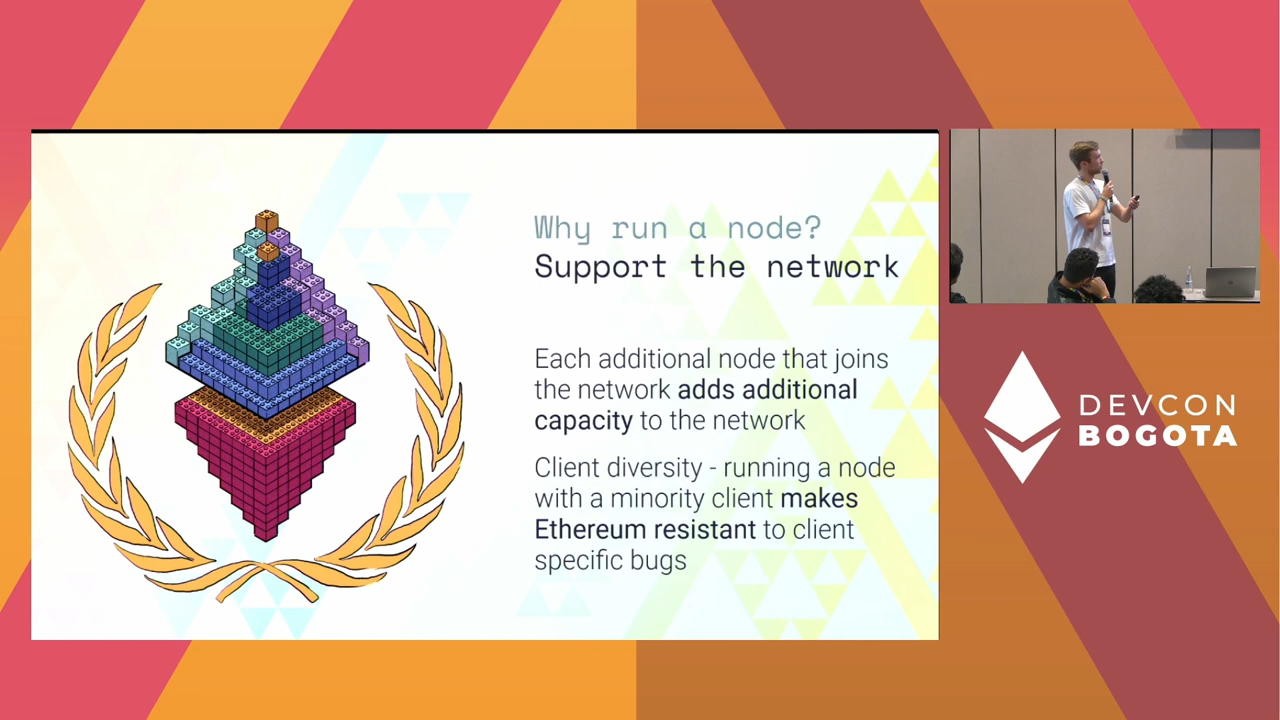 Why run a node?
Support the network
Each additional node that joins
the network adds additional
capacity to the network
Client diversity - running a node
with a minority client makes
Ethereum resistant to client
specific bugs
DEVCON
BOGOTA